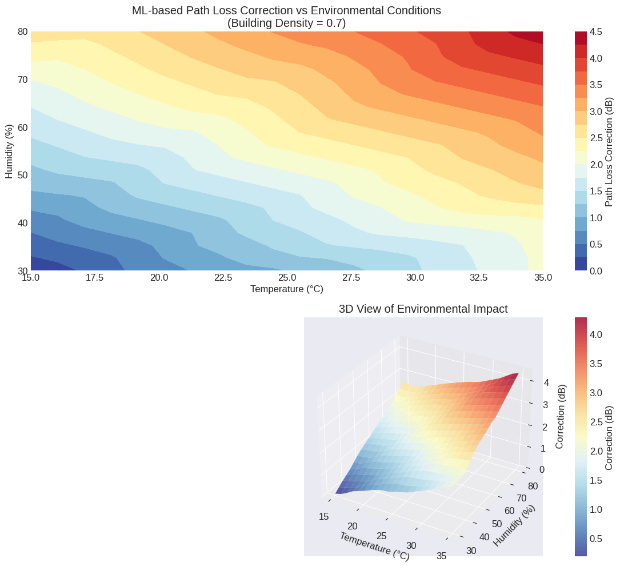 ML-based Path Loss Correction vs Environmental Conditions
(Building Density = 0.7)
80
70
60
50
40
30
Humidity (%)
15.0 17.5 20.0 22.5 25.0 27.5 30.0 32.5 35.0
Temperature (°C)
4.5
4.0
3.5
3.0
2.5
2.0
1.5
1.0
0.5
0.0
Path Loss Correction (dB)
3D View of Environmental Impact
15 20 25 30 35
Temperature (°C)
30 40 50 60 70 80
Humidity (%)
4
3
2
1
0
Correction (dB)
4.0
3.5
3.0
2.5
2.0
1.5
1.0
0.5
Correction (dB)